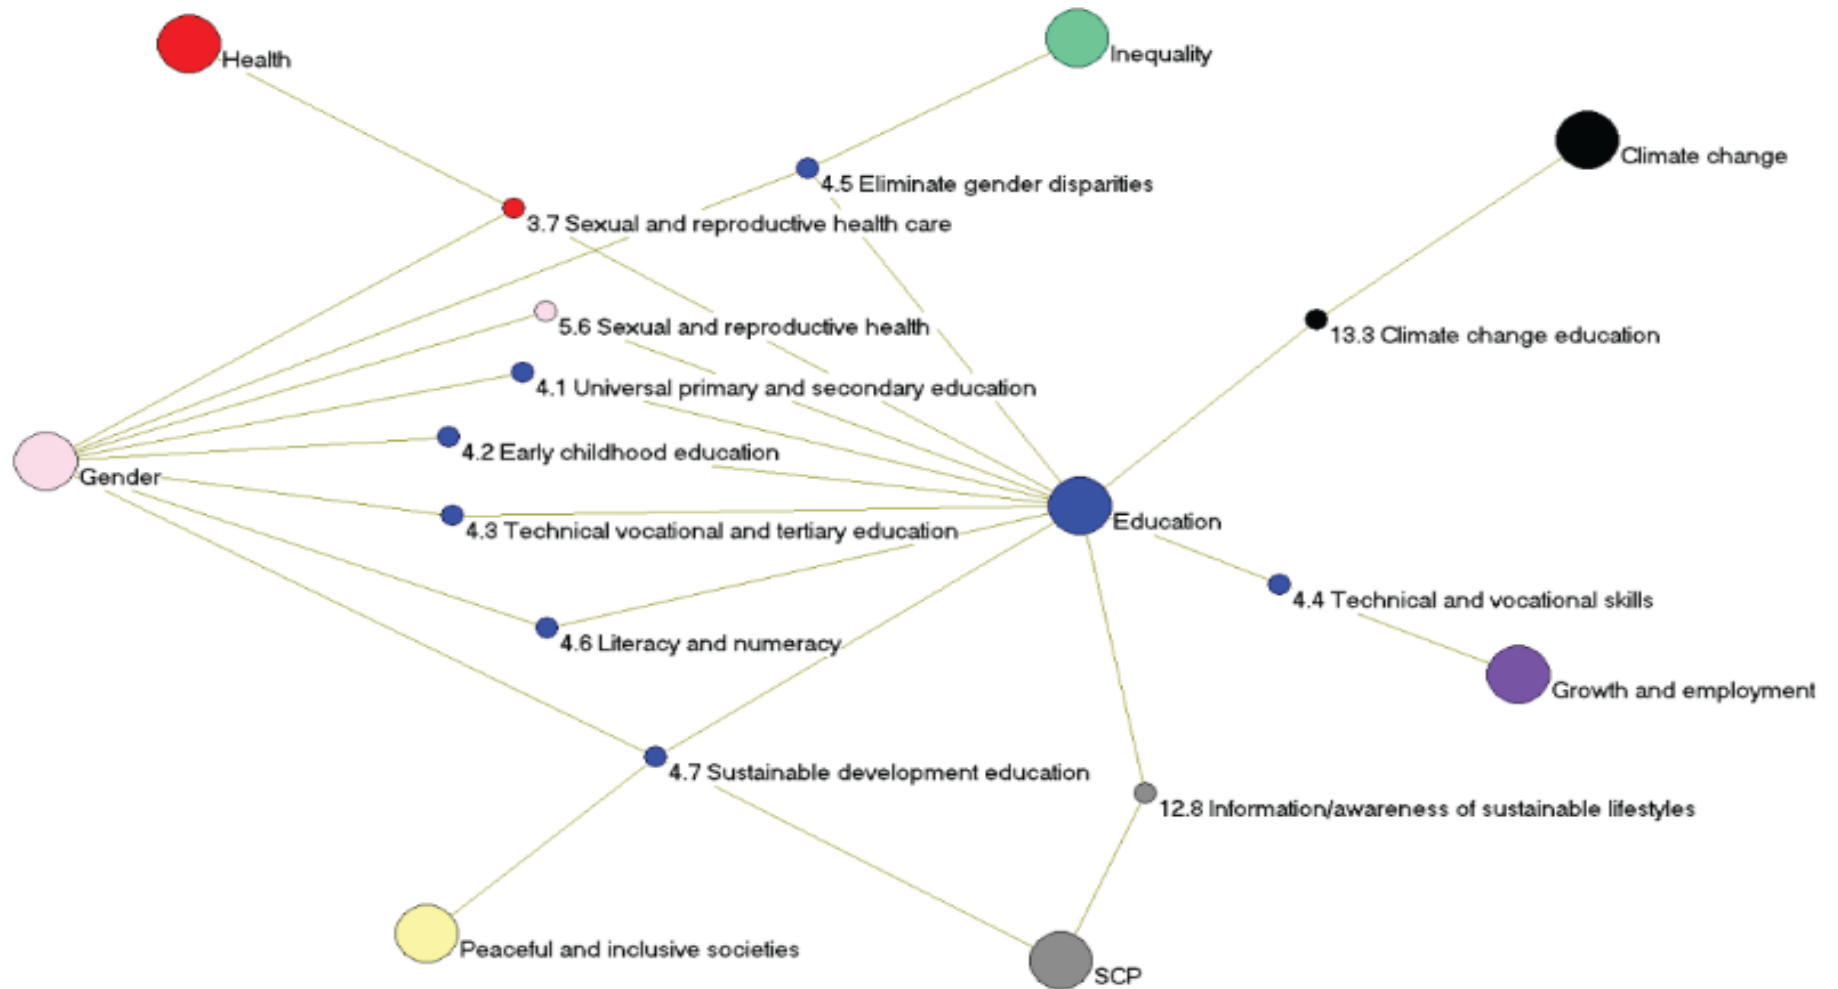 Health
Inequality
Climate change
4.5 Eliminate gender disparities
3.7 Sexual and reproductive health care
5.6 Sexual and reproductive health
13.3 Climate change education
4.1 Universal primary and secondary education
4.2 Early childhood education
Gender
4.3 Technical vocational and tertiary education
Education
4.4 Technical and vocational skills
4.6 Literacy and numeracy
Growth and employment
4.7 Sustainable development education
12.8 Information/awareness of sustainable lifestyles
Peaceful and inclusive societies
SCP